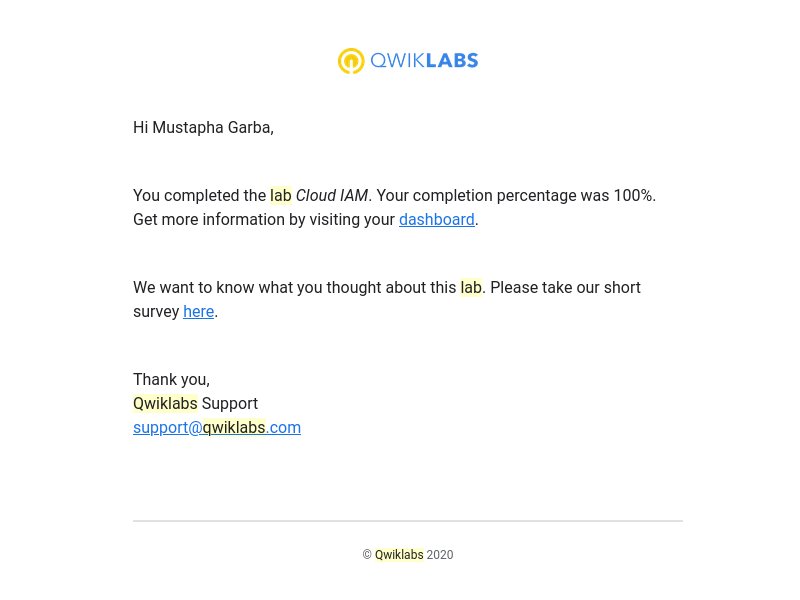 QWIKLABS
Hi Mustapha Garba,
You completed the lab Cloud IAM. Your completion percentage was 100%.
Get more information by visiting your dashboard.
We want to know what you thought about this lab. Please take our short
survey here.
Thank you,
Qwiklabs Support
support@qwiklabs.com
© Qwiklabs 2020